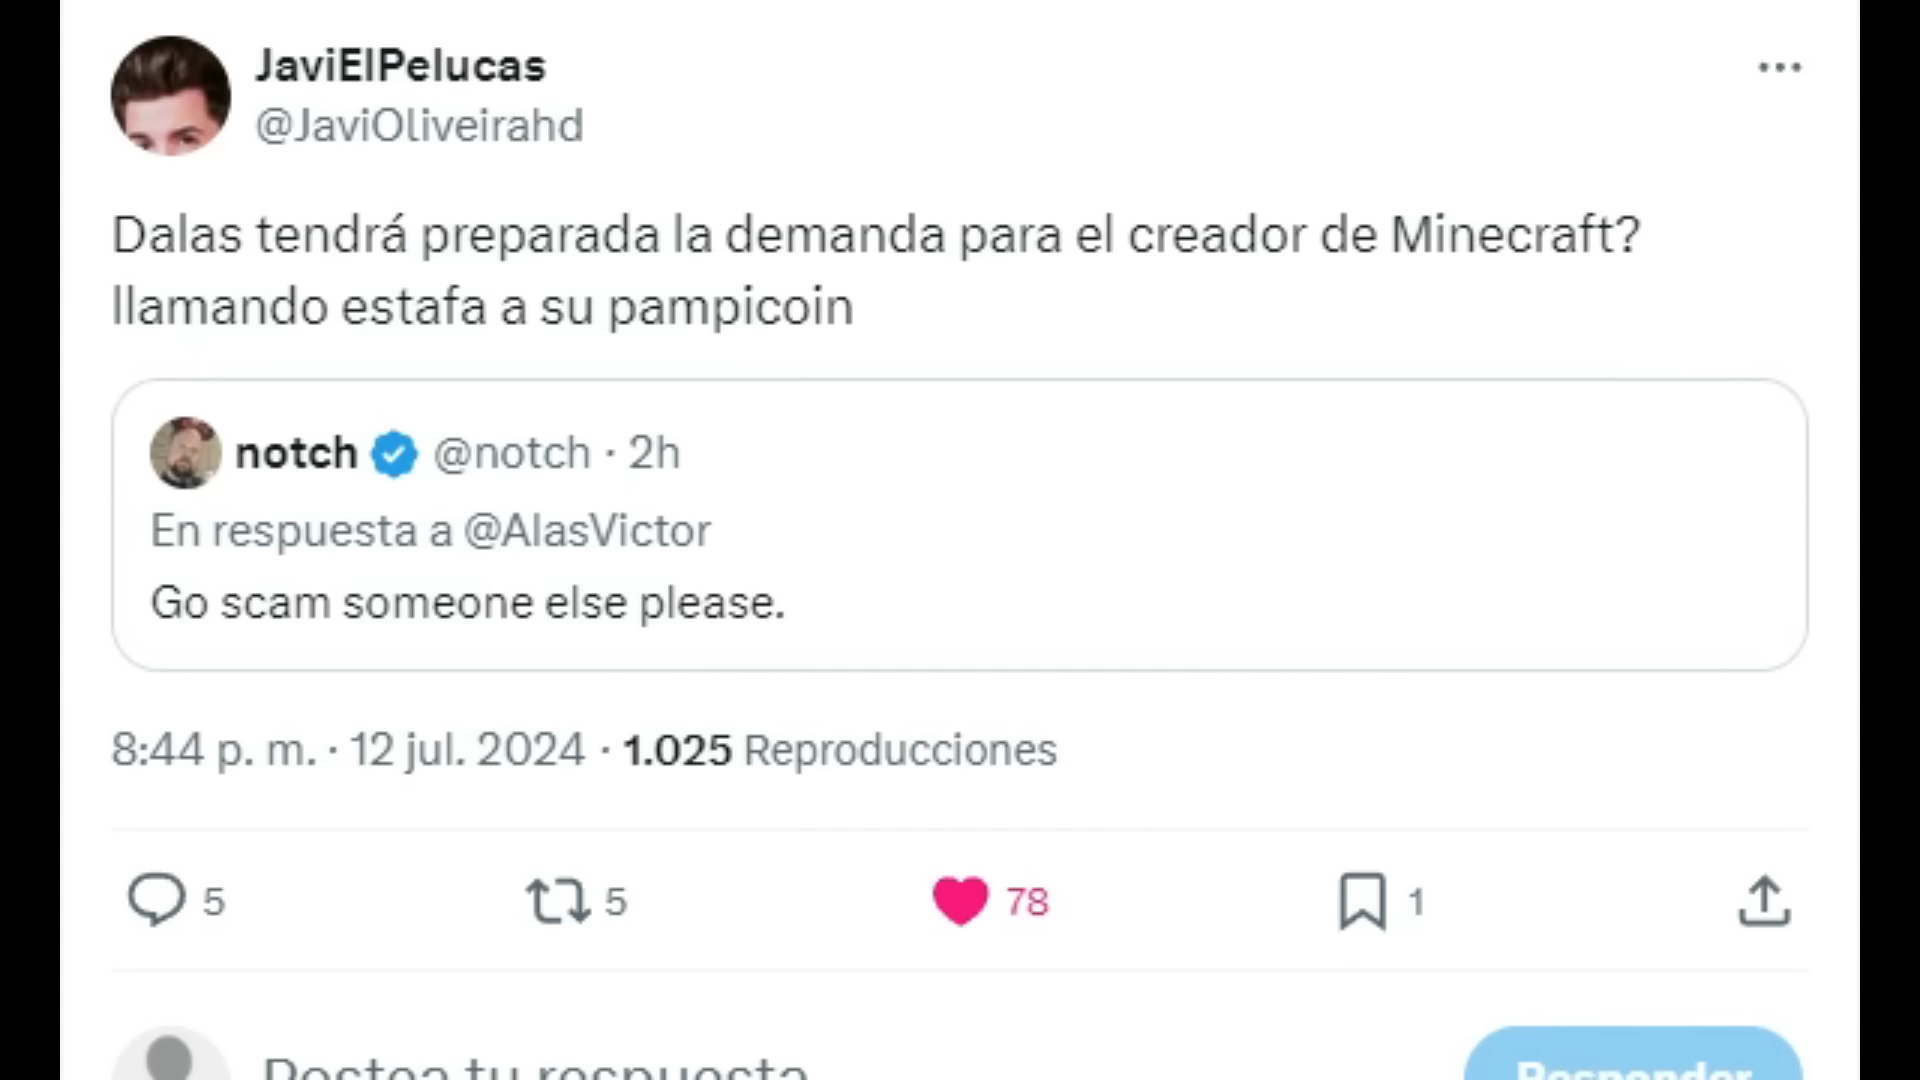 JaviElPelucas
@JaviOliveirahd
Dalas tendrá preparada la demanda para el creador de Minecraft?
llamando estafa a su pampicoin
notch @notch · 2h
En respuesta a @AlasVictor
Go scam someone else please.
8:44 p. m. · 12 jul. 2024 · 1.025 Reproducciones
5 5 78 1
Postea tu respuesta Responder